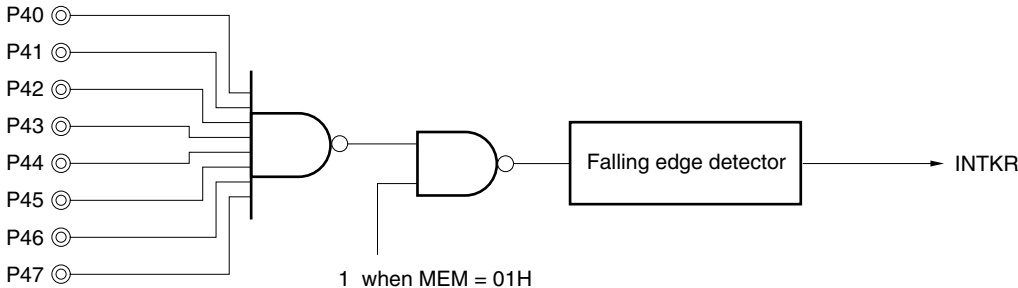 P40
P41
P42
P43
P44
P45
P46
P47
Falling edge detector
INTKR
1 when MEM = 01H